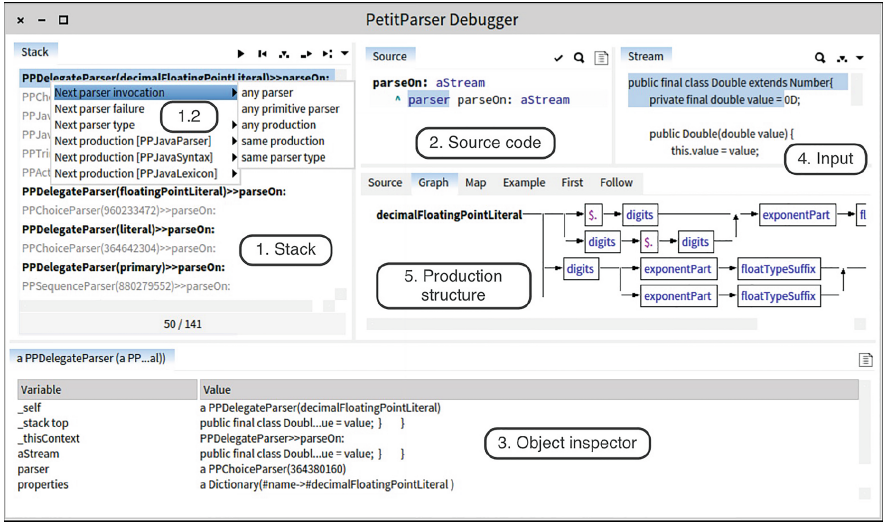 PetitParser Debugger
Stack
PPDelegateParser(decimalFloatingPointLiteral)>>parseOn:
PPCho
PPJav
PPJav
PPTri
PPAct
Next parser invocation
Next parser failure
Next parser type
Next production [PPJavaParser]
Next production [PPJavaSyntax]
Next production [PPJavaLexicon]
any parser
any primitive parser
any production
same production
same parser type
1.2
PPDelegateParser(floatingPointLiteral)>>parseOn:
PPChoiceParser(960233472)>>parseOn:
PPDelegateParser(literal)>>parseOn:
PPChoiceParser(364642304)>>parseOn:
PPDelegateParser(primary)>>parseOn:
PPSequenceParser(880279552)>>parseOn:
1. Stack
50 / 141
Source
parseOn: aStream
^ parser parseOn: aStream
2. Source code
Stream
public final class Double extends Number{
private final double value = 0D;
public Double(double value) {
this.value = value;
4. Input
Source Graph Map Example First Follow
decimalFloatingPointLiteral
$. digits exponentPart fl
digits $. digits
digits exponentPart floatTypeSuffix
exponentPart floatTypeSuffix
5. Production
structure
a PPDelegateParser (a PP...al))
Variable Value
_self a PPDelegateParser(decimalFloatingPointLiteral)
_stack top public final class Doubl...ue = value; } }
_thisContext PPDelegateParser>>parseOn:
aStream public final class Doubl...ue = value; } }
parser a PPChoiceParser(364380160)
properties a Dictionary(#name->#decimalFloatingPointLiteral )
3. Object inspector